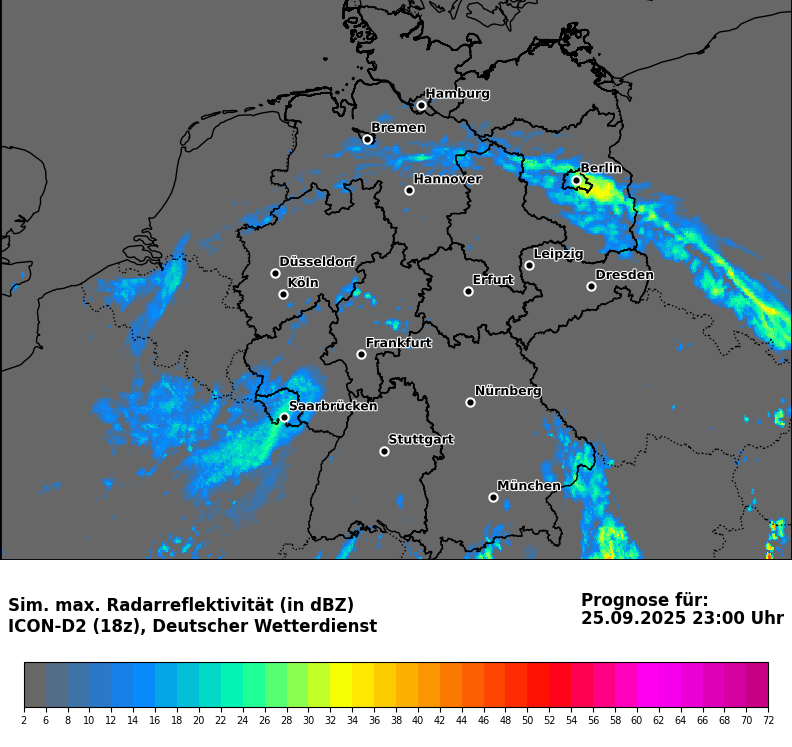 Hamburg
Bremen
Berlin
Hannover
Düsseldorf
Leipzig
Köln
Erfurt
Dresden
Frankfurt
Nürnberg
Saarbrücken
Stuttgart
München
Sim. max. Radarreflektivität (in dBZ)
ICON-D2 (18z), Deutscher Wetterdienst
Prognose für:
25.09.2025 23:00 Uhr
2 6 8 10 12 14 16 18 20 22 24 26 28 30 32 34 36 38 40 42 44 46 48 50 52 54 56 58 60 62 64 66 68 70 72